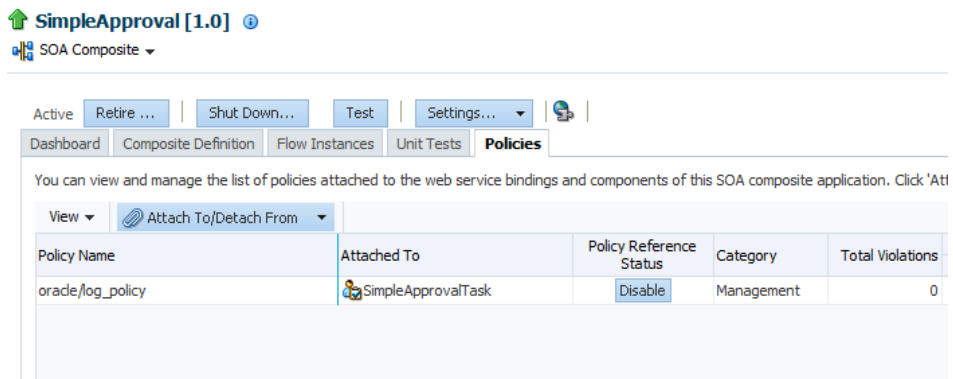 SimpleApproval [1.0]
SOA Composite
Active Retire ... Shut Down... Test Settings...
Dashboard Composite Definition Flow Instances Unit Tests Policies
You can view and manage the list of policies attached to the web service bindings and components of this SOA composite application. Click 'Att
View Attach To/Detach From
Policy Name Attached To Policy Reference Status Category Total Violations
oracle/log_policy SimpleApprovalTask Disable Management 0